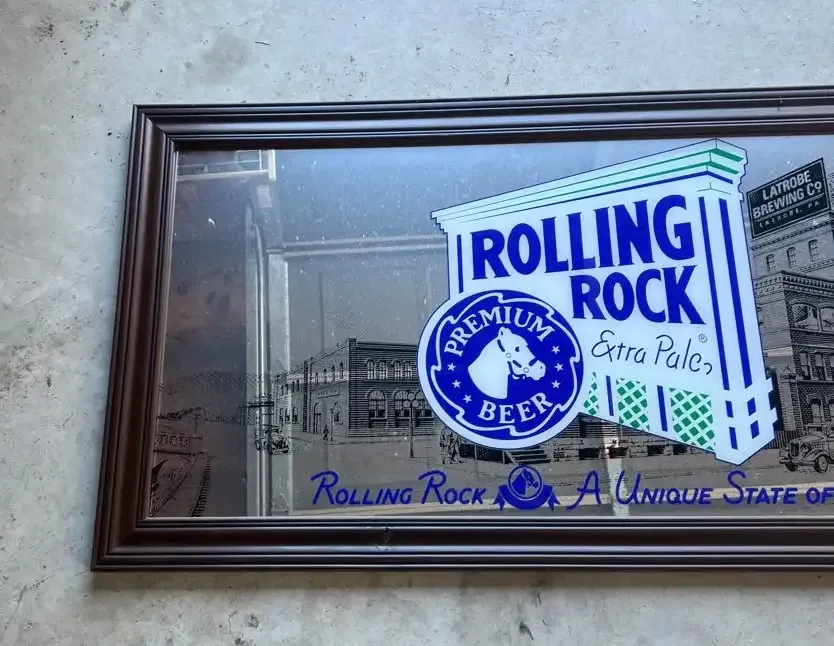 LATROBE
BREWING CO
LATROBE, PA.
ROLLING
ROCK
®
Extra Pale
PREMIUM
BEER
ROLLING ROCK A UNIQUE STATE OF